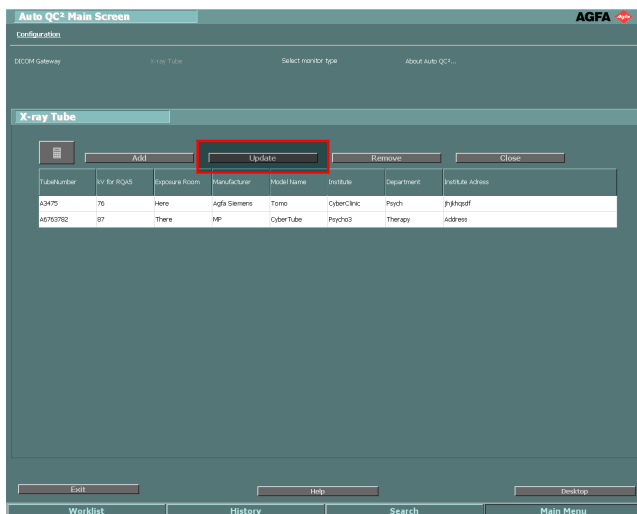 Auto QC² Main Screen
AGFA Agfa
Configuration
DICOM Gateway X-ray Tube Select monitor type About Auto QC²...
X-ray Tube
Add Update Remove Close
TubeNumber kV for RQA5 Exposure Room Manufacturer Model Name Institute Department Institute Adress
A3475 76 Here Agfa Siemens Tomo CyberClinic Psych jhjkhqsdf
A6763782 87 There MP CyberTube Psycho3 Therapy Address
Exit Help Desktop
Worklist History Search Main Menu